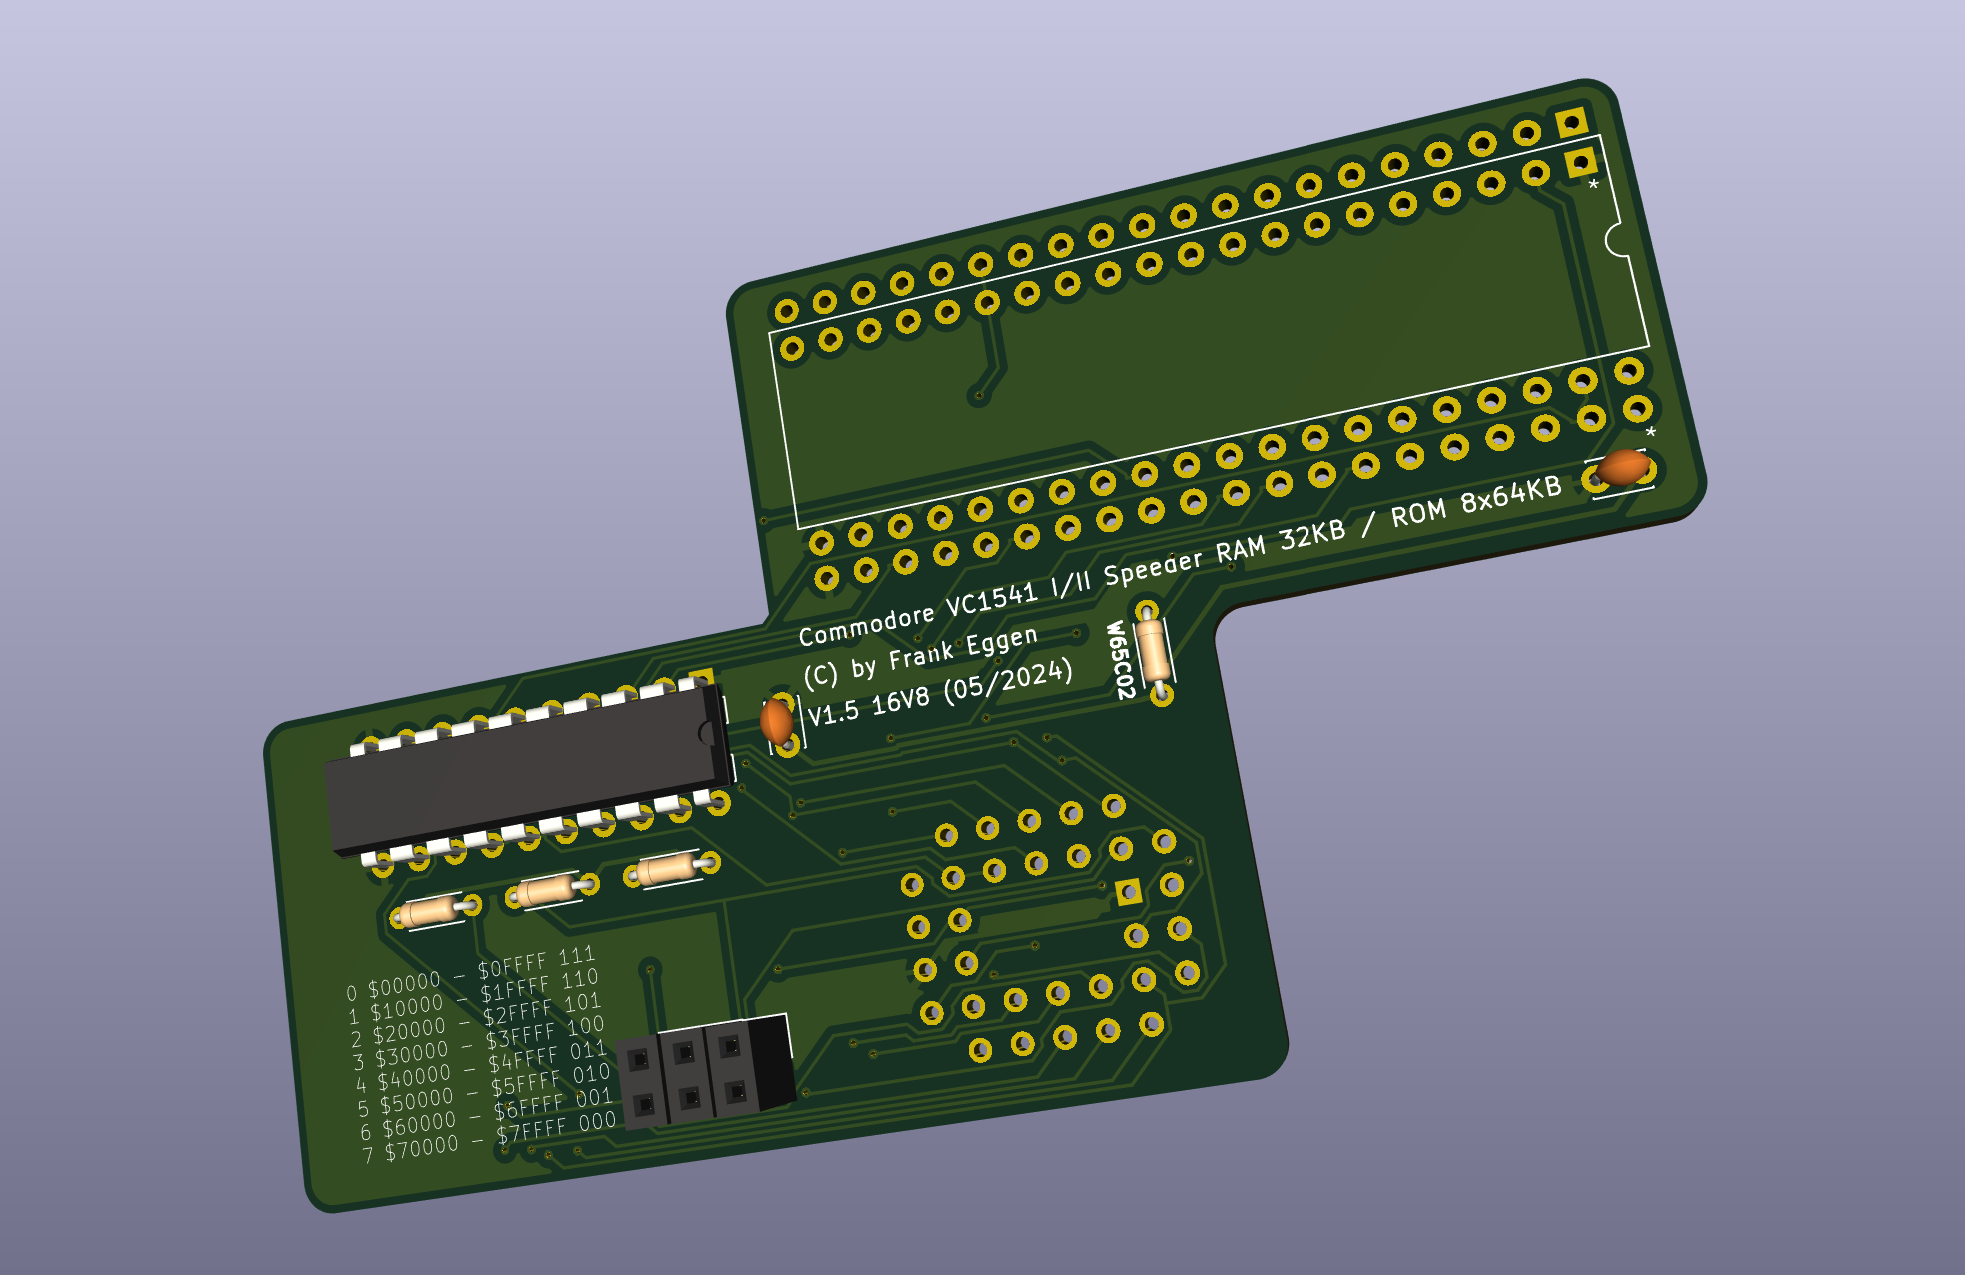 *
*
Commodore VC1541 I/II Speeder RAM 32KB / ROM 8x64KB
(C) by Frank Eggen
V1.5 16V8 (05/2024)
W65C02
0 $00000 - $0FFFF 111
1 $10000 - $1FFFF 110
2 $20000 - $2FFFF 101
3 $30000 - $3FFFF 100
4 $40000 - $4FFFF 011
5 $50000 - $5FFFF 010
6 $60000 - $6FFFF 001
7 $70000 - $7FFFF 000